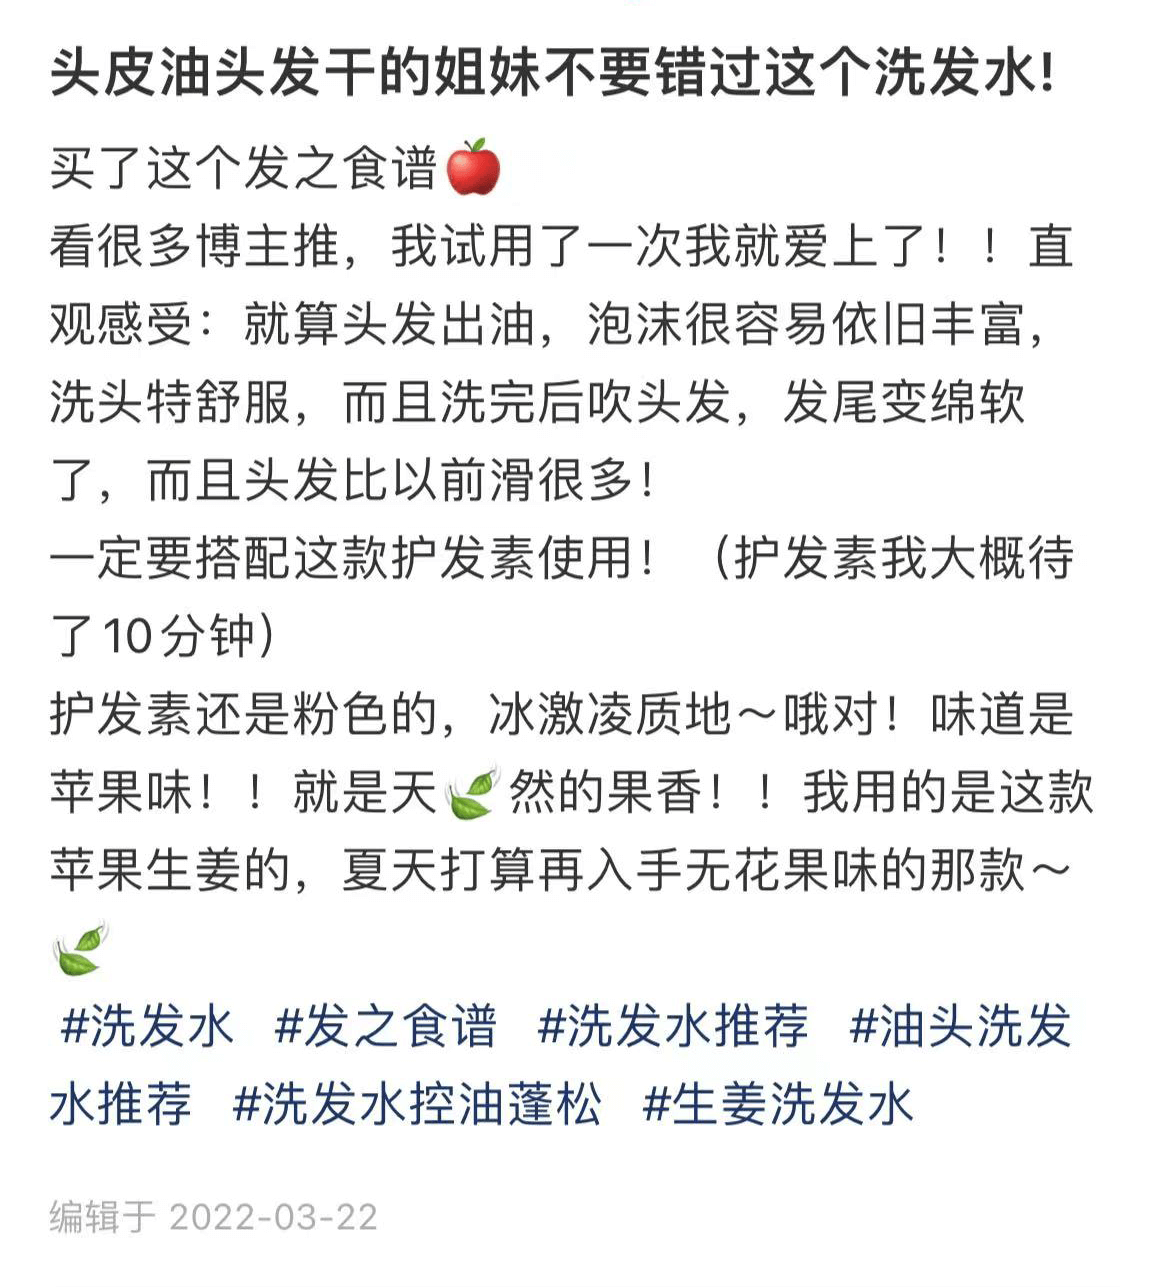 头皮油头发干的姐妹不要错过这个洗发水!
买了这个发之食谱🍎
看很多博主推，我试用了一次我就爱上了！！直
观感受：就算头发出油，泡沫很容易依旧丰富，
洗头特舒服，而且洗完后吹头发，发尾变绵软
了，而且头发比以前滑很多！
一定要搭配这款护发素使用！（护发素我大概待
了10分钟）
护发素还是粉色的，冰激凌质地～哦对！味道是
苹果味！！就是天🍃然的果香！！我用的是这款
苹果生姜的，夏天打算再入手无花果味的那款～
🍃
#洗发水 #发之食谱 #洗发水推荐 #油头洗发
水推荐 #洗发水控油蓬松 #生姜洗发水
编辑于 2022-03-22